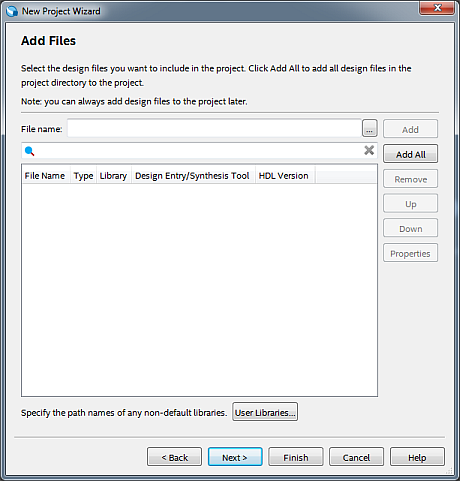 New Project Wizard
Add Files
Select the design files you want to include in the project. Click Add All to add all design files in the
project directory to the project.
Note: you can always add design files to the project later.
File name:
...
Add
Add All
File Name Type Library Design Entry/Synthesis Tool HDL Version
Remove
Up
Down
Properties
Specify the path names of any non-default libraries. User Libraries...
< Back Next > Finish Cancel Help